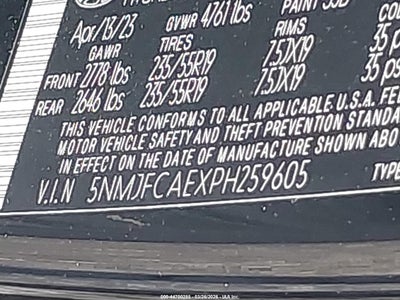 Apr/13/23 GVWR 4761 lbs PAINT
GAWR TIRES RIMS
FRONT 2778 lbs 235/55R19 7.5JX19 35 p
REAR 2646 lbs 235/55R19 7.5JX19 35 ps
THIS VEHICLE CONFORMS TO ALL APPLICABLE U.S.A. FE
MOTOR VEHICLE SAFETY AND THEFT PREVENTION STANDA
IN EFFECT ON THE DATE OF MANUFACTURE SHOWN ABO
V.I.N 5NMJFCAEXPH259605 TYPE